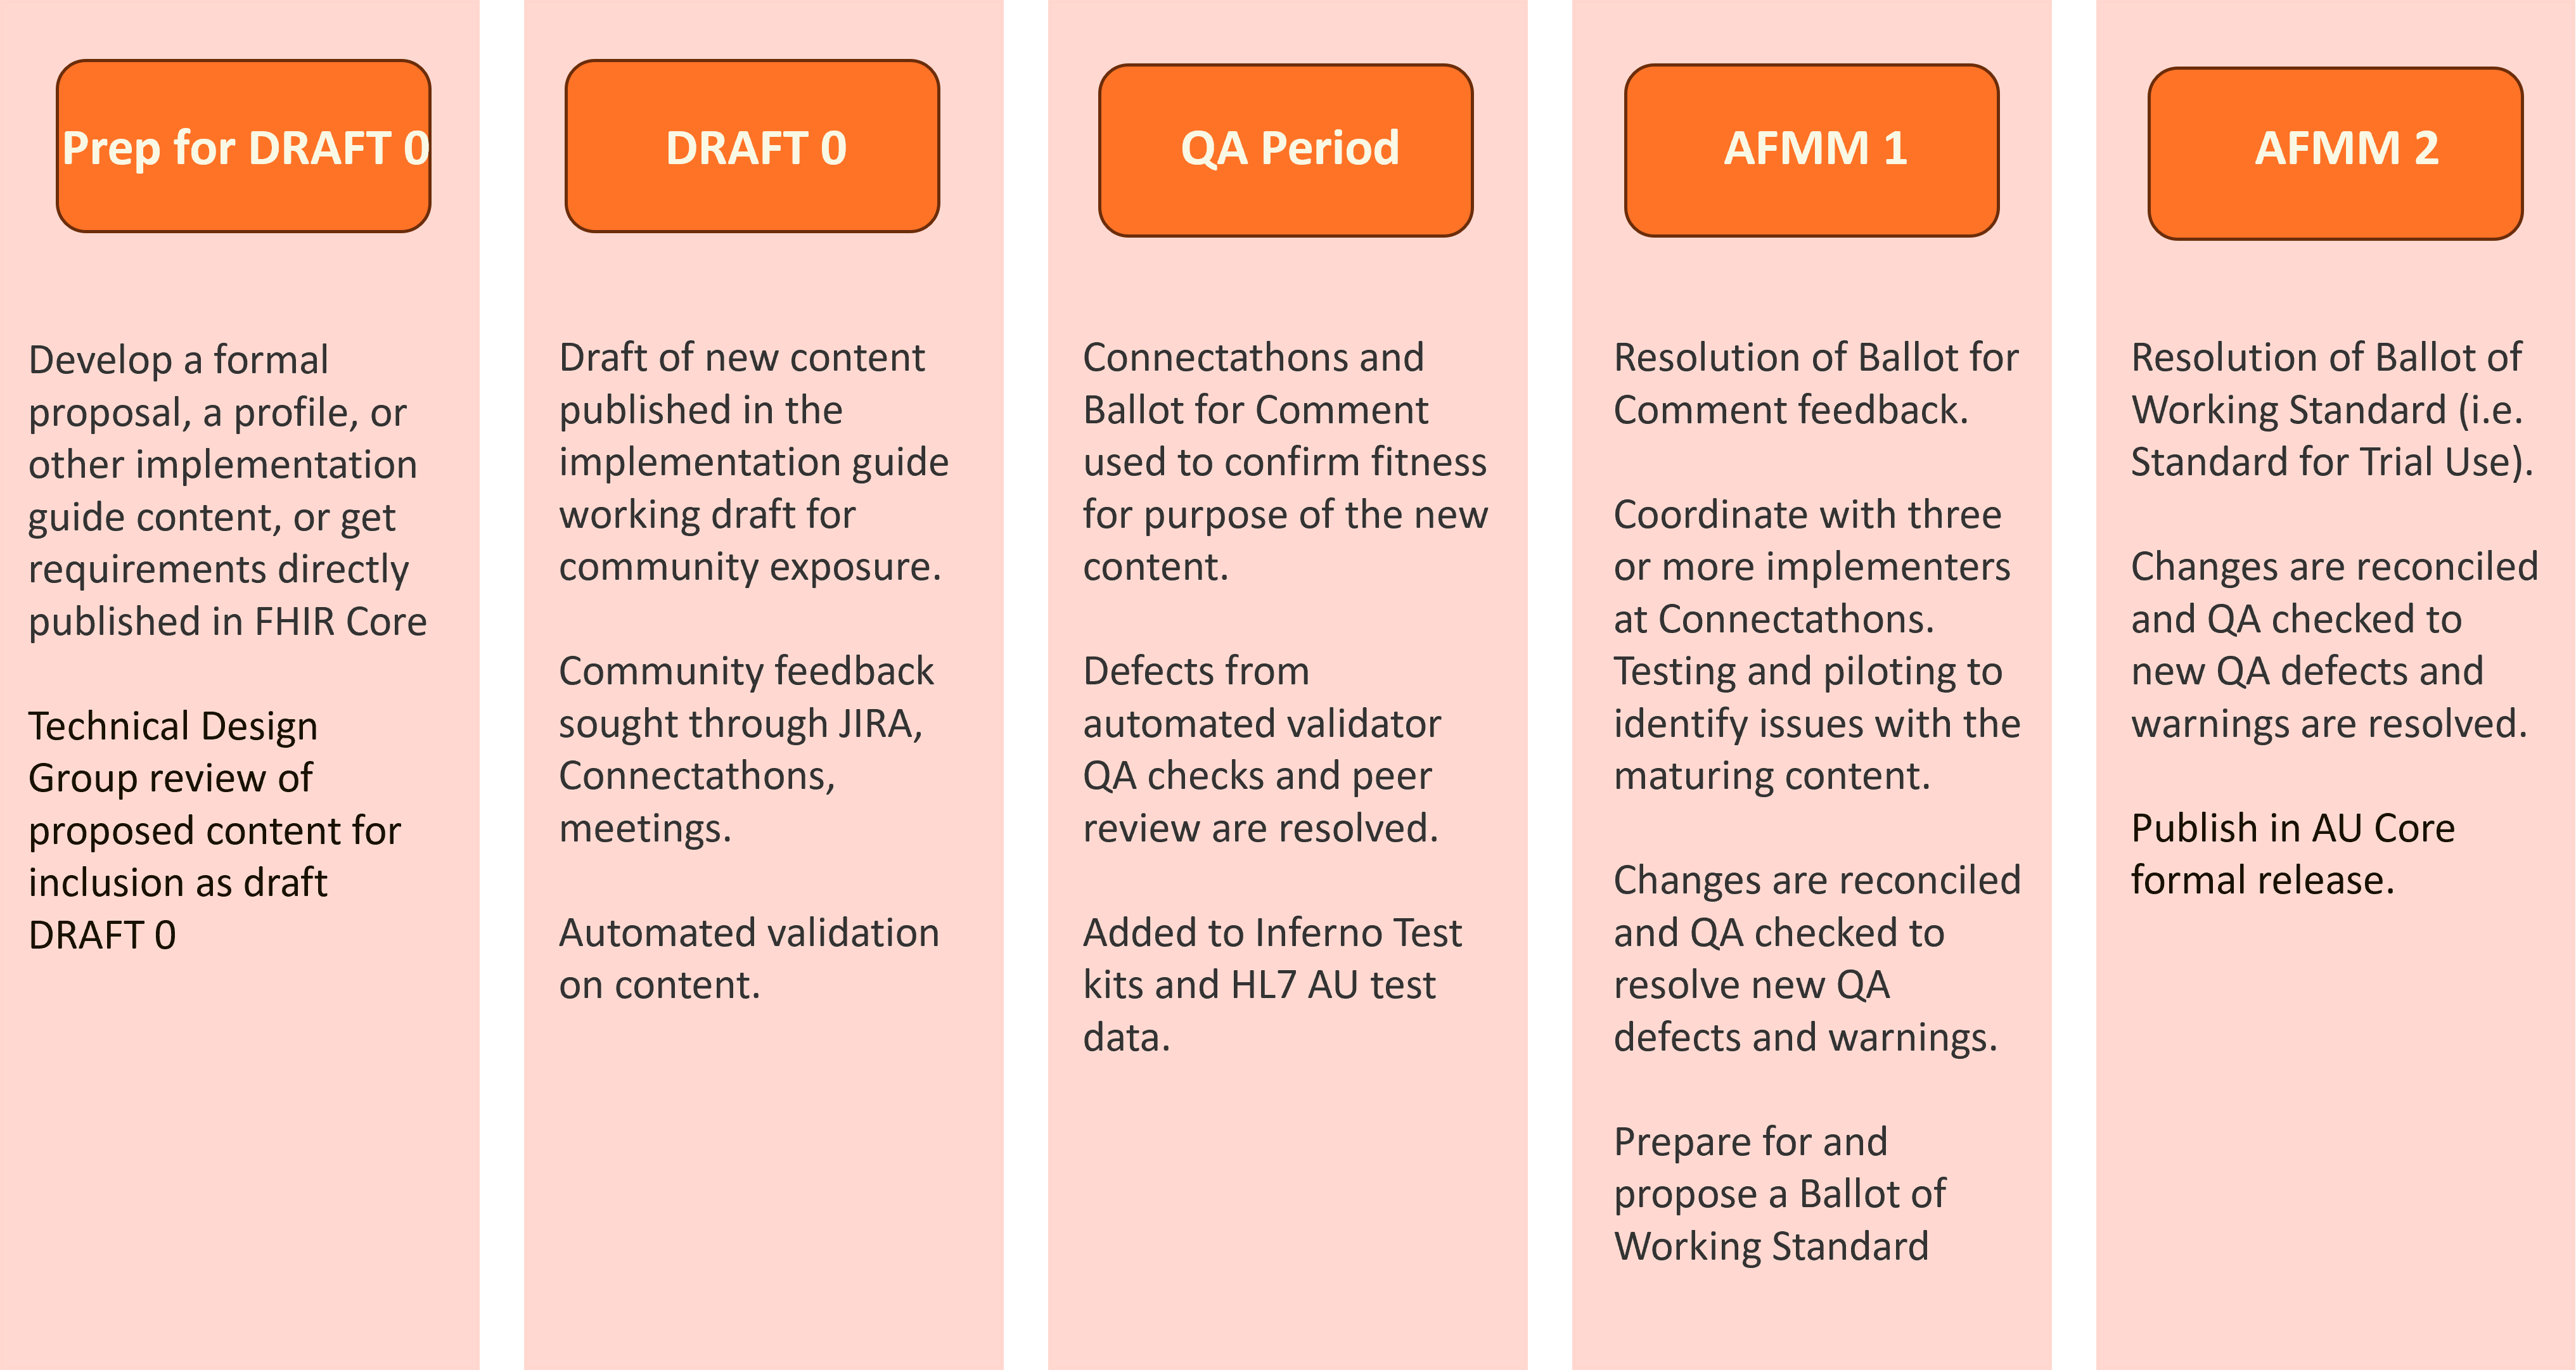 Prep for DRAFT 0
Develop a formal
proposal, a profile, or
other implementation
guide content, or get
requirements directly
published in FHIR Core
Technical Design
Group review of
proposed content for
inclusion as draft
DRAFT 0
DRAFT 0
Draft of new content
published in the
implementation guide
working draft for
community exposure.
Community feedback
sought through JIRA,
Connectathons,
meetings.
Automated validation
on content.
QA Period
Connectathons and
Ballot for Comment
used to confirm fitness
for purpose of the new
content.
Defects from
automated validator
QA checks and peer
review are resolved.
Added to Inferno Test
kits and HL7 AU test
data.
AFMM 1
Resolution of Ballot for
Comment feedback.
Coordinate with three
or more implementers
at Connectathons.
Testing and piloting to
identify issues with the
maturing content.
Changes are reconciled
and QA checked to
resolve new QA
defects and warnings.
Prepare for and
propose a Ballot of
Working Standard
AFMM 2
Resolution of Ballot of
Working Standard (i.e.
Standard for Trial Use).
Changes are reconciled
and QA checked to
new QA defects and
warnings are resolved.
Publish in AU Core
formal release.